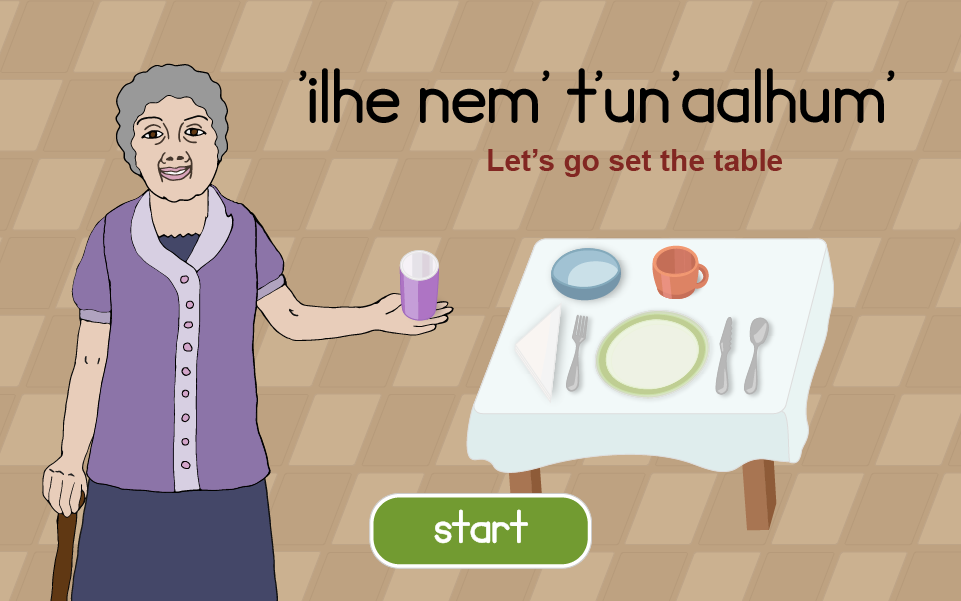 ’ilhe nem’ t’un’aalhum’
Let’s go set the table
start